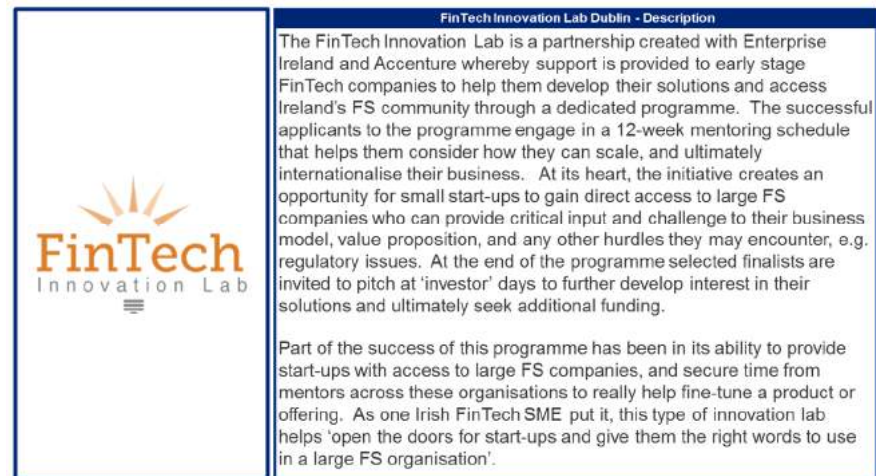 FinTech Innovation Lab Dublin - Description
FinTech
Innovation Lab
The FinTech Innovation Lab is a partnership created with Enterprise
Ireland and Accenture whereby support is provided to early stage
FinTech companies to help them develop their solutions and access
Ireland's FS community through a dedicated programme. The successful
applicants to the programme engage in a 12-week mentoring schedule
that helps them consider how they can scale, and ultimately
internationalise their business. At its heart, the initiative creates an
opportunity for small start-ups to gain direct access to large FS
companies who can provide critical input and challenge to their business
model, value proposition, and any other hurdles they may encounter, e.g.
regulatory issues. At the end of the programme selected finalists are
invited to pitch at 'investor' days to further develop interest in their
solutions and ultimately seek additional funding.
Part of the success of this programme has been in its ability to provide
start-ups with access to large FS companies, and secure time from
mentors across these organisations to really help fine-tune a product or
offering. As one Irish FinTech SME put it, this type of innovation lab
helps 'open the doors for start-ups and give them the right words to use
in a large FS organisation'.